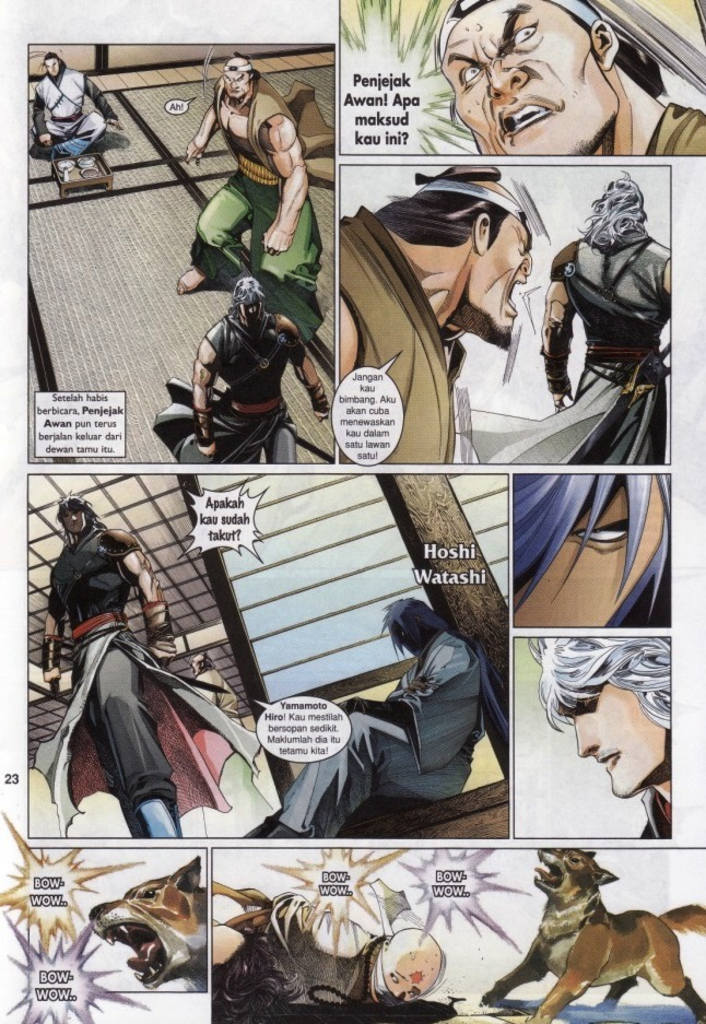 Ah!
Setelah habis
berbicara, Penjejak
Awan pun terus
berjalan keluar dari
dewan tamu itu.
Penjejak
Awan! Apa
maksud
kau ini?
Jangan
kau
bimbang. Aku
akan cuba
menewaskan
kau dalam
satu lawan
satu!
Apakah
kau sudah
takut?
Hoshi
Watashi
Yamamoto
Hiro! Kau mestilah
bersopan sedikit.
Maklumlah dia itu
tetamu kita!
23
BOW-
WOW..
BOW-
WOW..
BOW-
WOW..
BOW-
WOW..